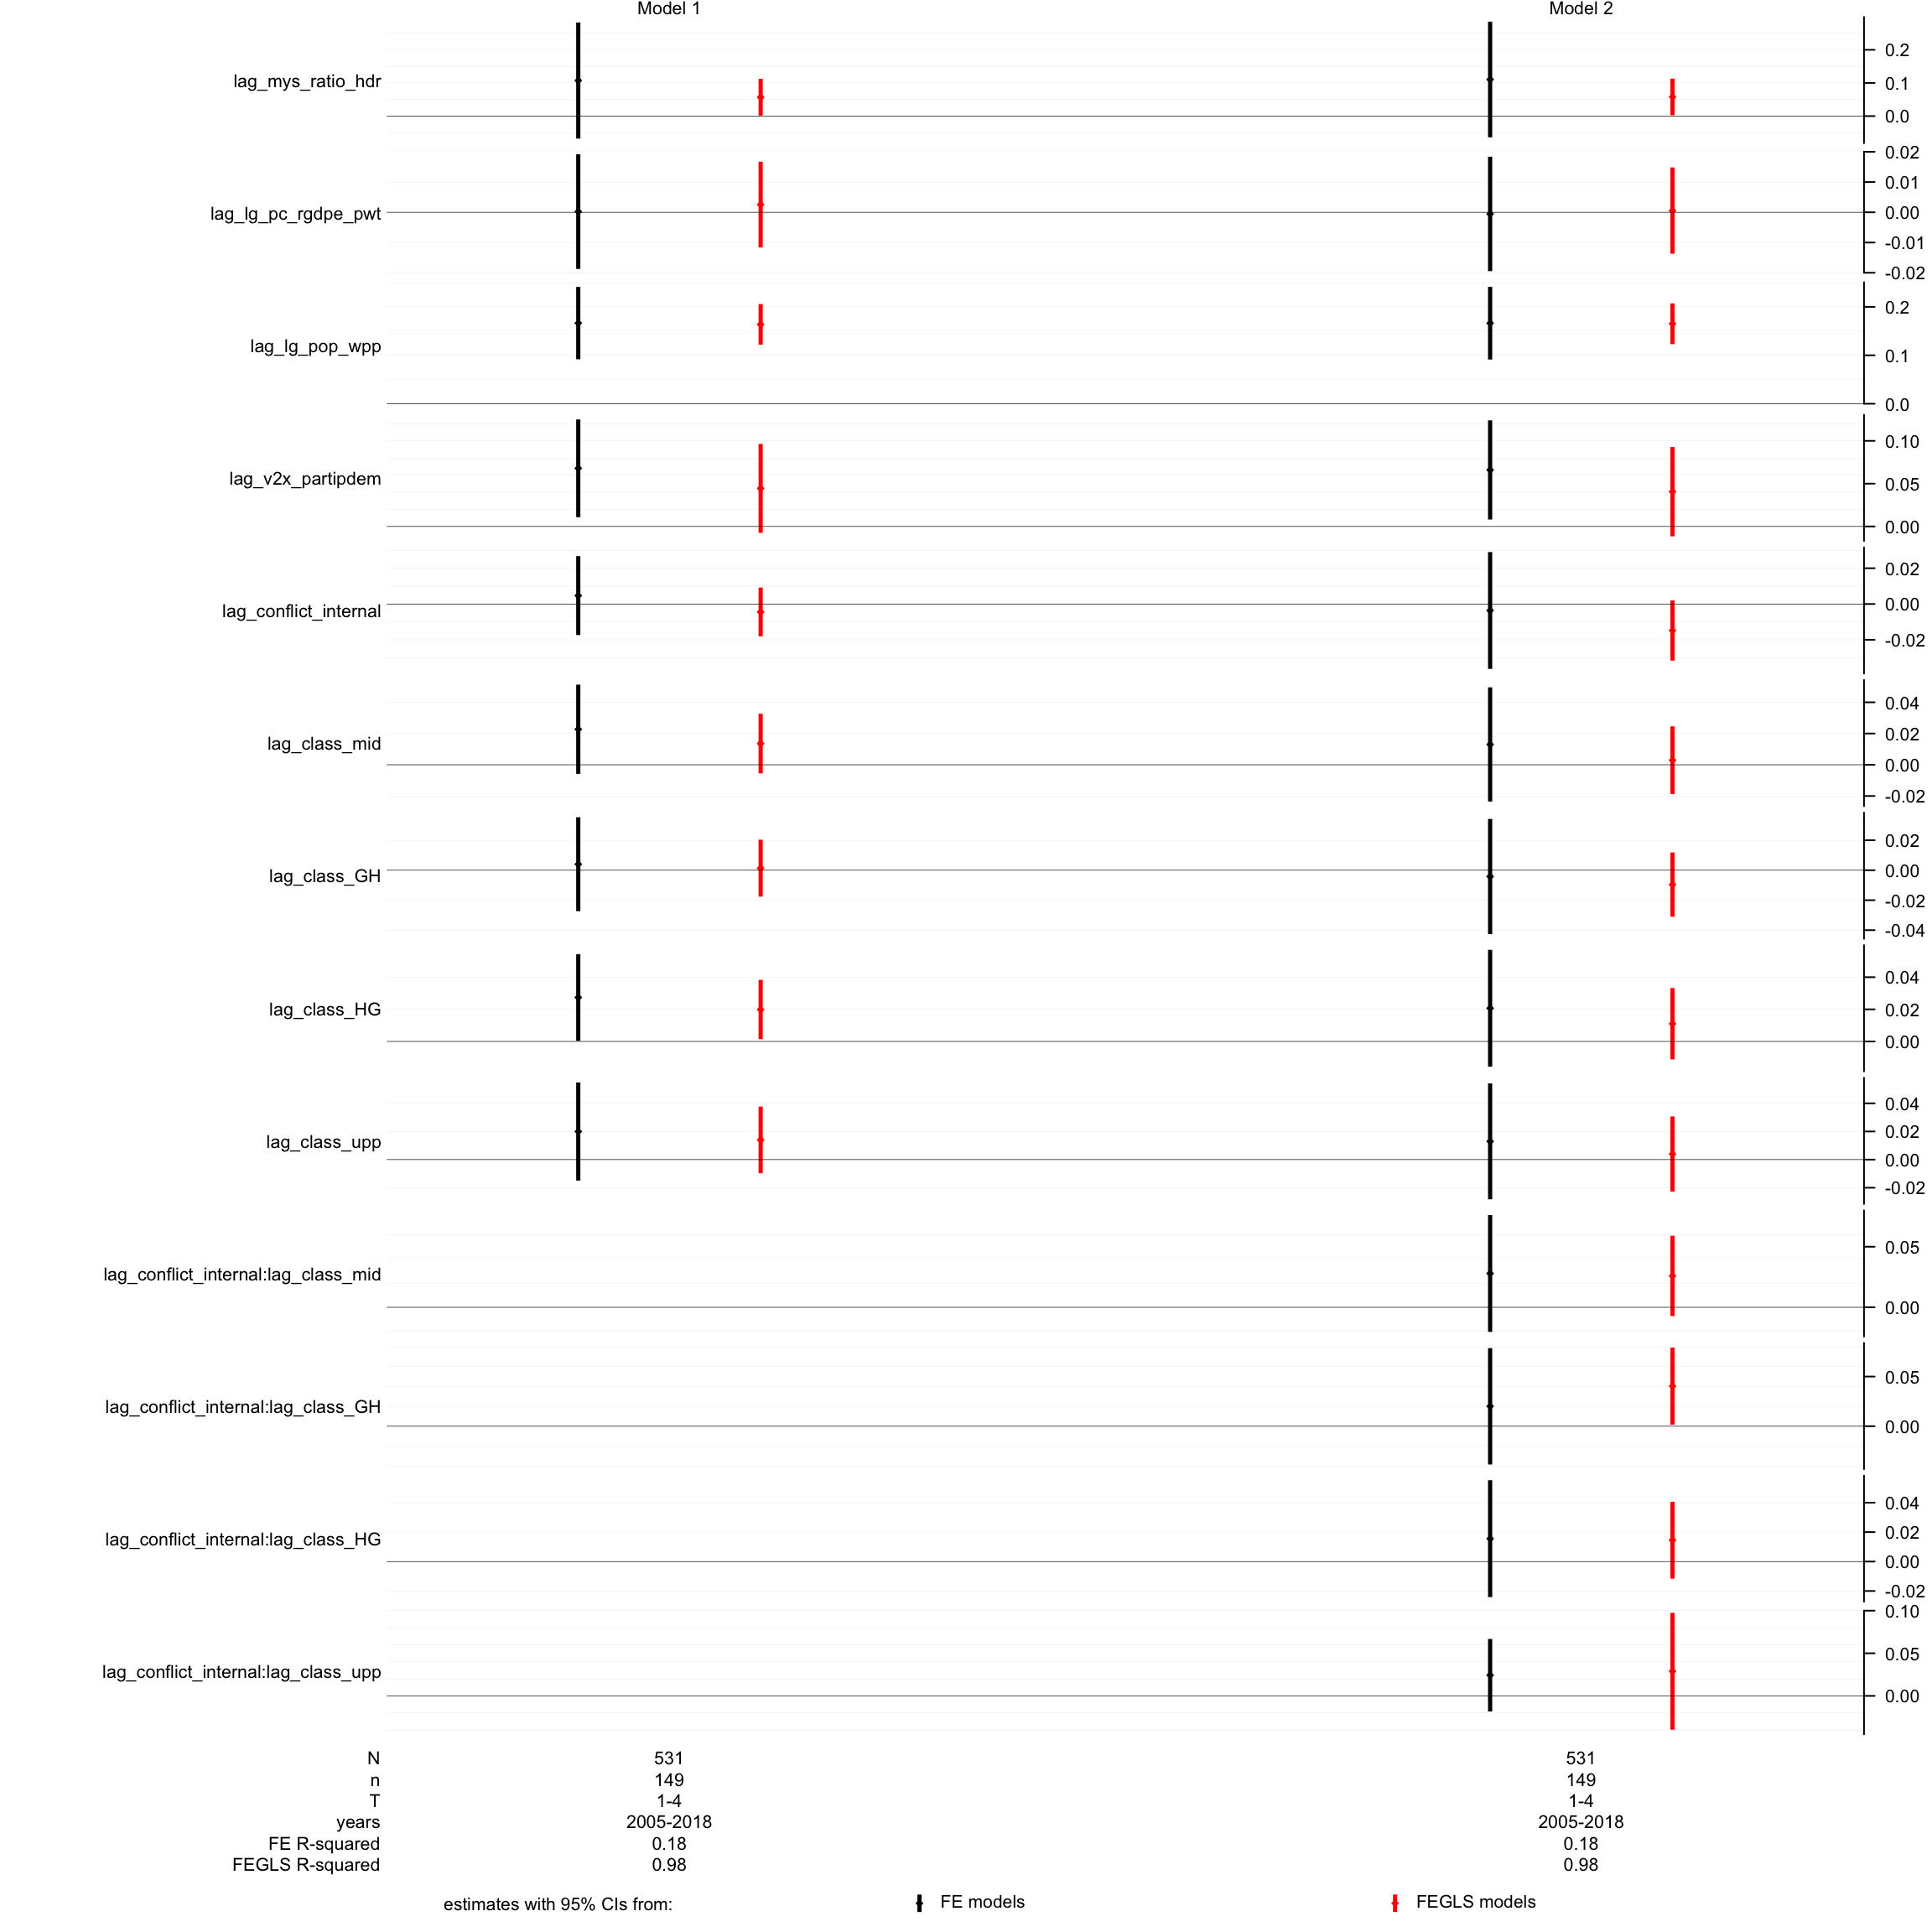 Model 1 Model 2
lag_mys_ratio_hdr
0.2
0.1
0.0
lag_lg_pc_rgdpe_pwt
0.02
0.01
0.00
-0.01
-0.02
lag_lg_pop_wpp
0.2
0.1
0.0
lag_v2x_partipdem
0.10
0.05
0.00
lag_conflict_internal
0.02
0.00
-0.02
lag_class_mid
0.04
0.02
0.00
-0.02
lag_class_GH
0.02
0.00
-0.02
-0.04
lag_class_HG
0.04
0.02
0.00
lag_class_upp
0.04
0.02
0.00
-0.02
lag_conflict_internal:lag_class_mid
0.05
0.00
lag_conflict_internal:lag_class_GH
0.05
0.00
lag_conflict_internal:lag_class_HG
0.04
0.02
0.00
-0.02
lag_conflict_internal:lag_class_upp
0.10
0.05
0.00
N 531 531
n 149 149
T 1-4 1-4
years 2005-2018 2005-2018
FE R-squared 0.18 0.18
FEGLS R-squared 0.98 0.98
estimates with 95% CIs from: FE models FEGLS models